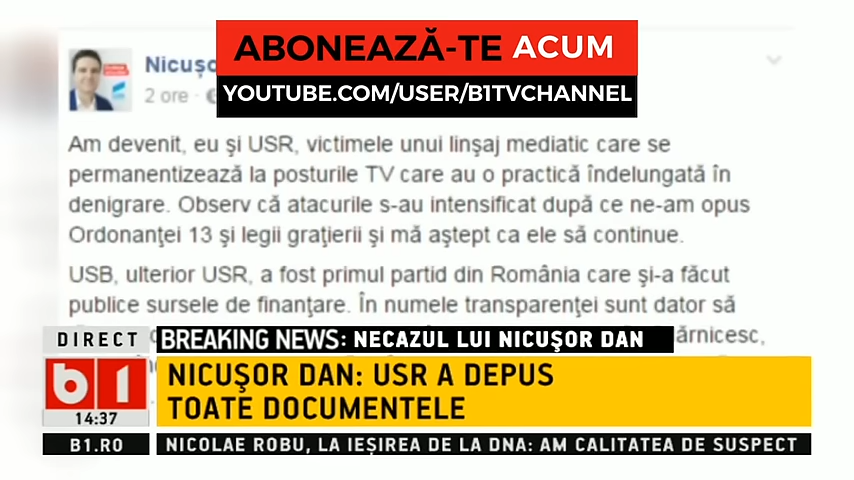 ABONEAZĂ-TE ACUM
YOUTUBE.COM/USER/B1TVCHANNEL
2 ore
Am devenit, eu şi USR, victimele unui linşaj mediatic care se
permanentizează la posturile TV care au o practică îndelungată în
denigrare. Observ că atacurile s-au intensificat după ce ne-am opus
Ordonanţei 13 şi legii graţierii şi mă aştept ca ele să continue.
USB, ulterior USR, a fost primul partid din România care şi-a făcut
publice sursele de finanţare. În numele transparenţei sunt dator să
DIRECT
BREAKING NEWS: NECAZUL LUI NICUŞOR DAN
b1
NICUŞOR DAN: USR A DEPUS
TOATE DOCUMENTELE
14:37
B1.RO
NICOLAE ROBU, LA IEȘIREA DE LA DNA: AM CALITATEA DE SUSPECT